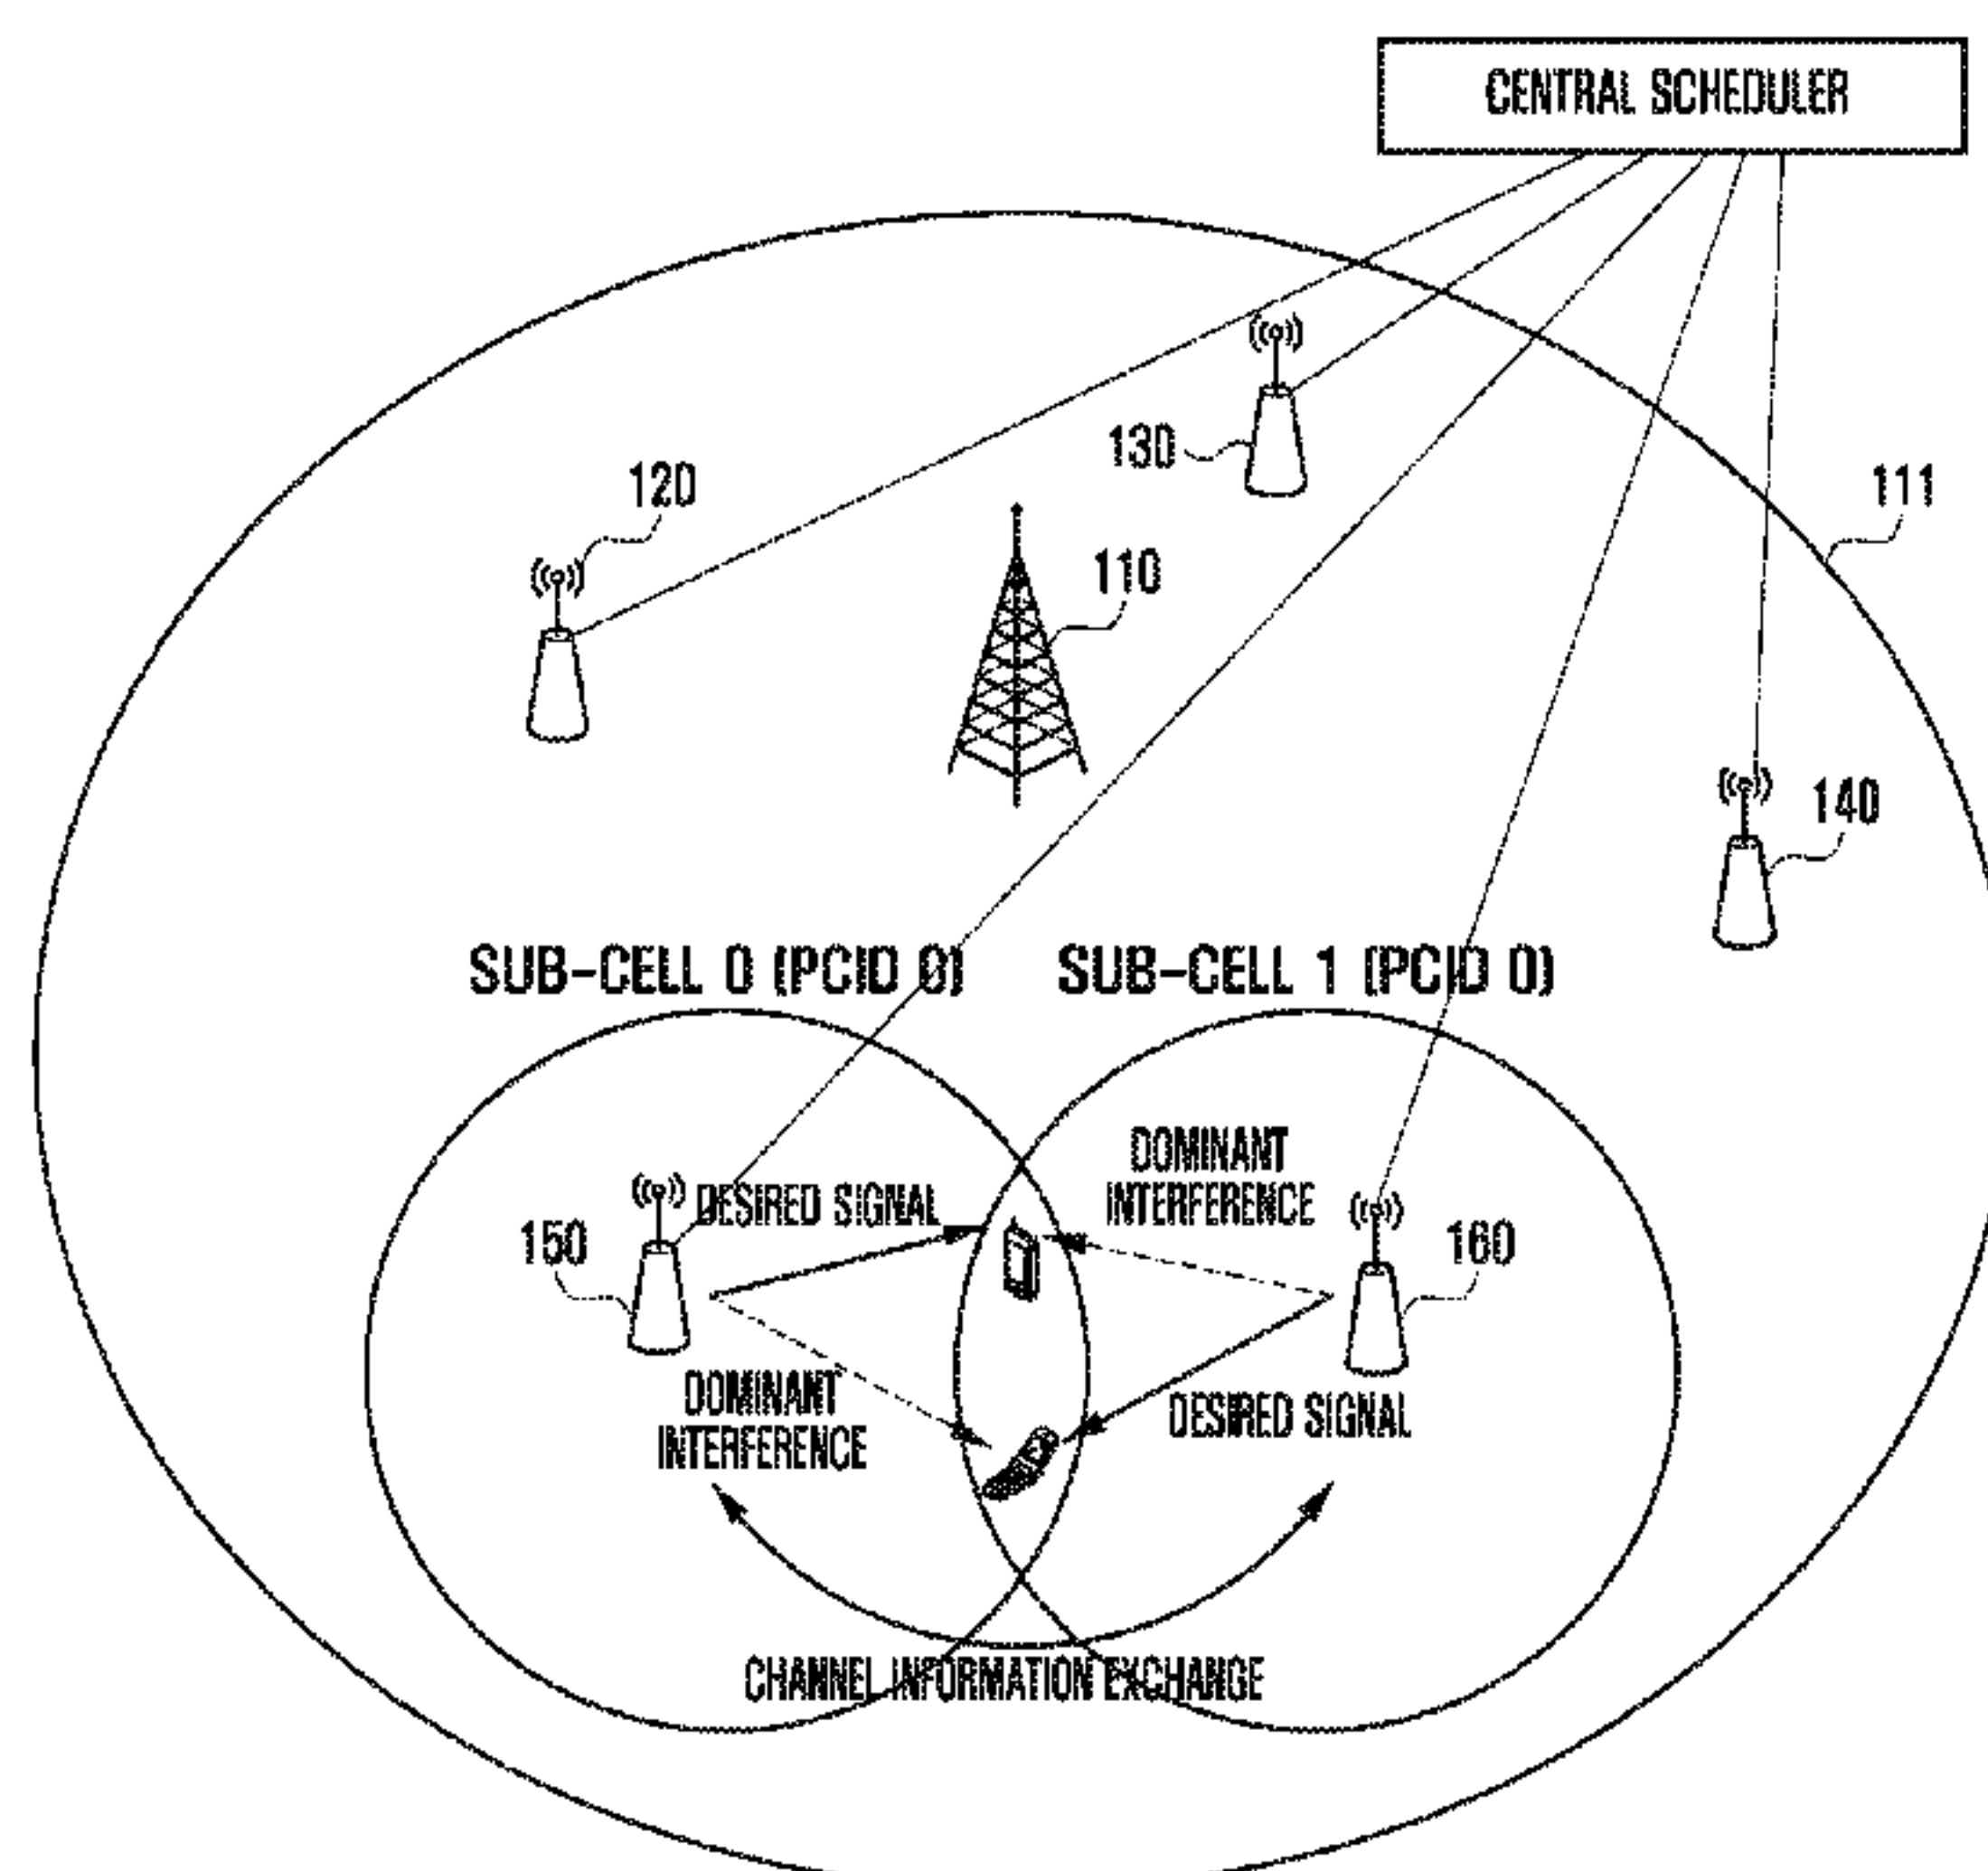 CENTRAL SCHEDULER
130
120
111
110
140
SUB-CELL 0 (PCID 0)
SUB-CELL 1 (PCID 0)
DOMINANT
INTERFERENCE
DESIRED SIGNAL
150
160
DOMINANT
INTERFERENCE
DESIRED SIGNAL
CHANNEL INFORMATION EXCHANGE